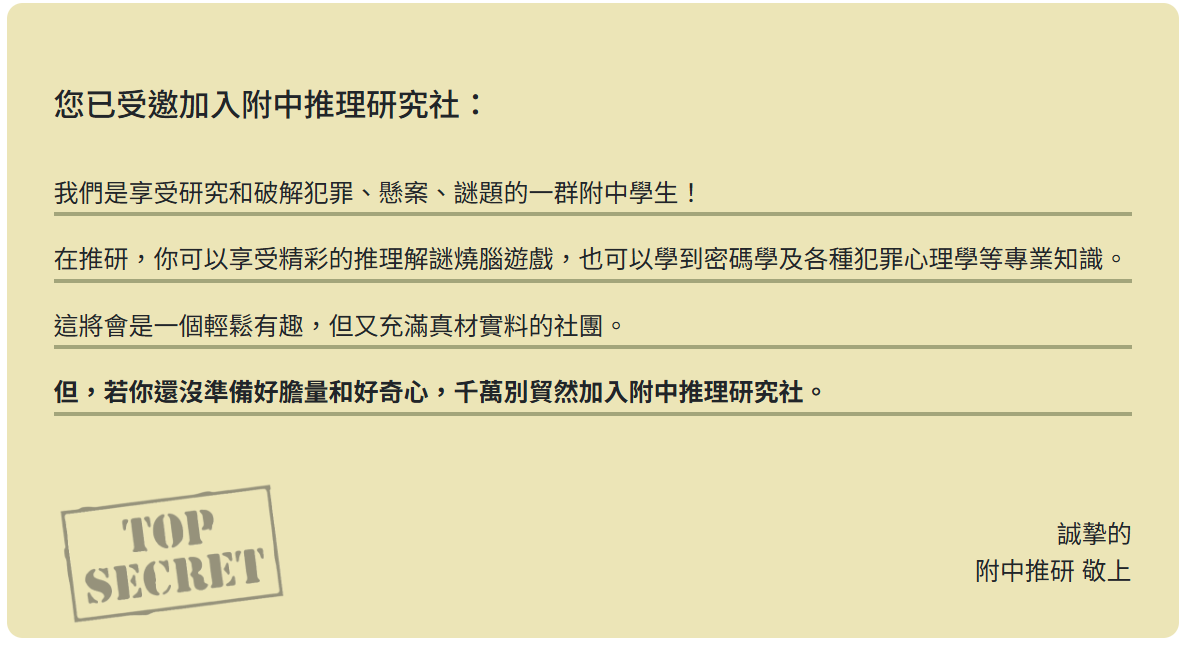 您已受邀加入附中推理研究社：
我們是享受研究和破解犯罪、懸案、謎題的一群附中學生！
在推研，你可以享受精彩的推理解謎燒腦遊戲，也可以學到密碼學及各種犯罪心理學等專業知識。
這將會是一個輕鬆有趣，但又充滿真材實料的社團。
但，若你還沒準備好膽量和好奇心，千萬別貿然加入附中推理研究社。
TOP
SECRET
誠摯的
附中推研 敬上